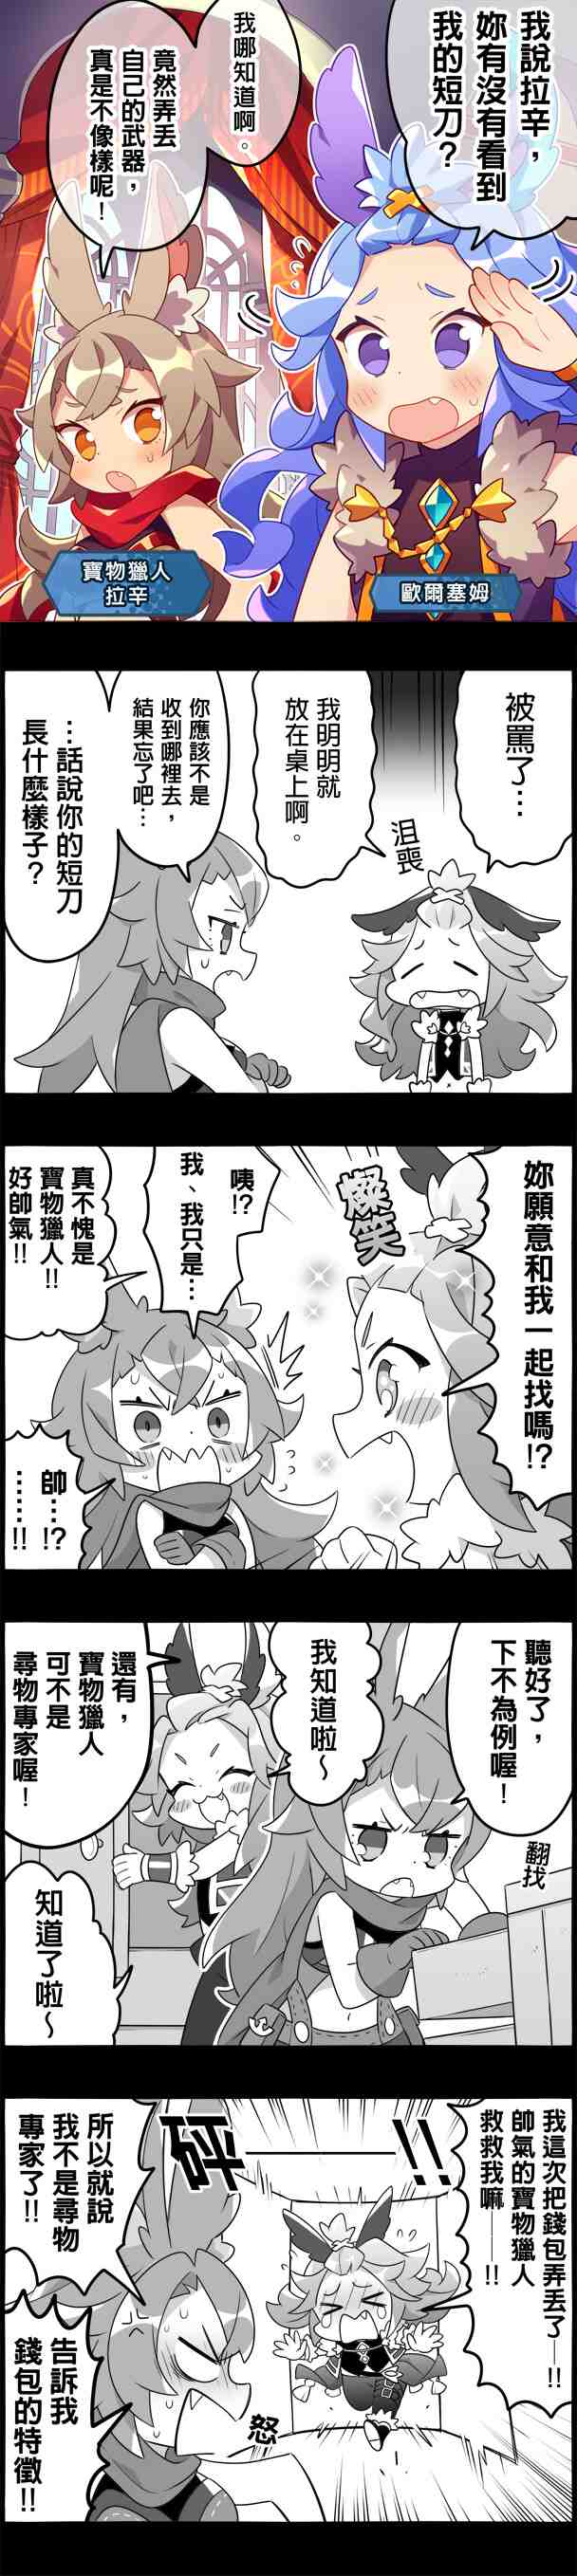 我說拉辛，
妳有沒有看到
我的短刀？
我哪知道啊。
竟然弄丟
自己的武器，
真是不像樣呢！
寶物獵人
拉辛
歐爾塞姆
被罵了…
沮喪
我明明就
放在桌上啊。
你應該不是
收到哪裡去，
結果忘了吧…
…話說你的短刀
長什麼樣子？
妳願意和我一起找嗎!?
燦笑
咦!?
我、我只是…
真不愧是
寶物獵人!!
好帥氣!!
帥…!?
……!!
聽好了，
下不為例喔！
翻找
我知道啦～
還有，
寶物獵人
可不是
尋物專家喔！
知道了啦～
我這次把錢包弄丟了─!!
帥氣的寶物獵人
救救我嘛──!!
砰─────!!
所以就說
我不是尋物
專家了!!
怒
告訴我
錢包的特徵!!